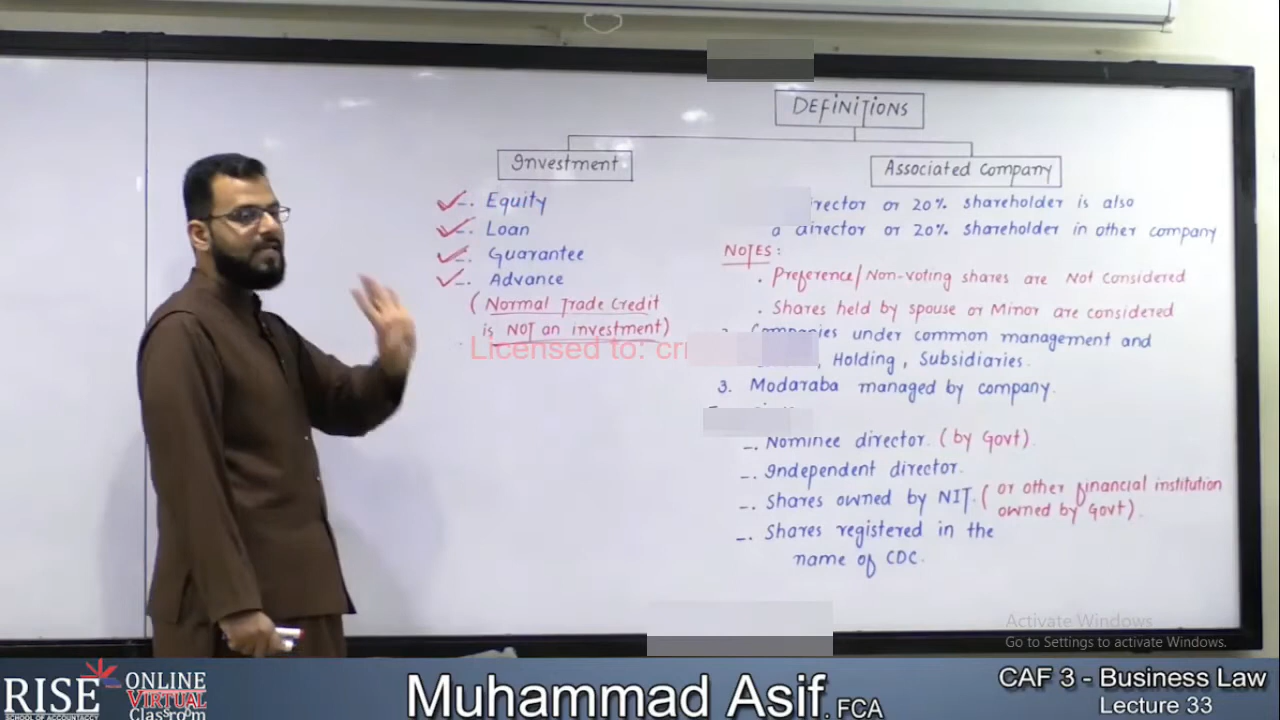 DEFINITIONS
Investment
Associated Company
-. Equity
-. Loan
-. Guarantee
-. Advance
( Normal Trade Credit
is NOT an investment)
or 20% shareholder is also
a director or 20% shareholder in other company
NOTES:
. Preference/Non-voting shares are Not Considered
. Shares held by spouse or Minor are considered
under common management and
, Holding, Subsidiaries.
3. Modaraba managed by company.
-. Nominee director. (by Govt).
-. Independent director.
-. Shares owned by NIT. (or other financial institution
owned by Govt).
-. Shares registered in the
name of CDC.
Licensed to:
Activate Windows
Go to Settings to activate Windows.
RISE
SCHOOL OF ACCOUNTANCY
ONLINE
VIRTUAL
Classroom
Muhammad Asif. FCA
CAF 3 - Business Law
Lecture 33